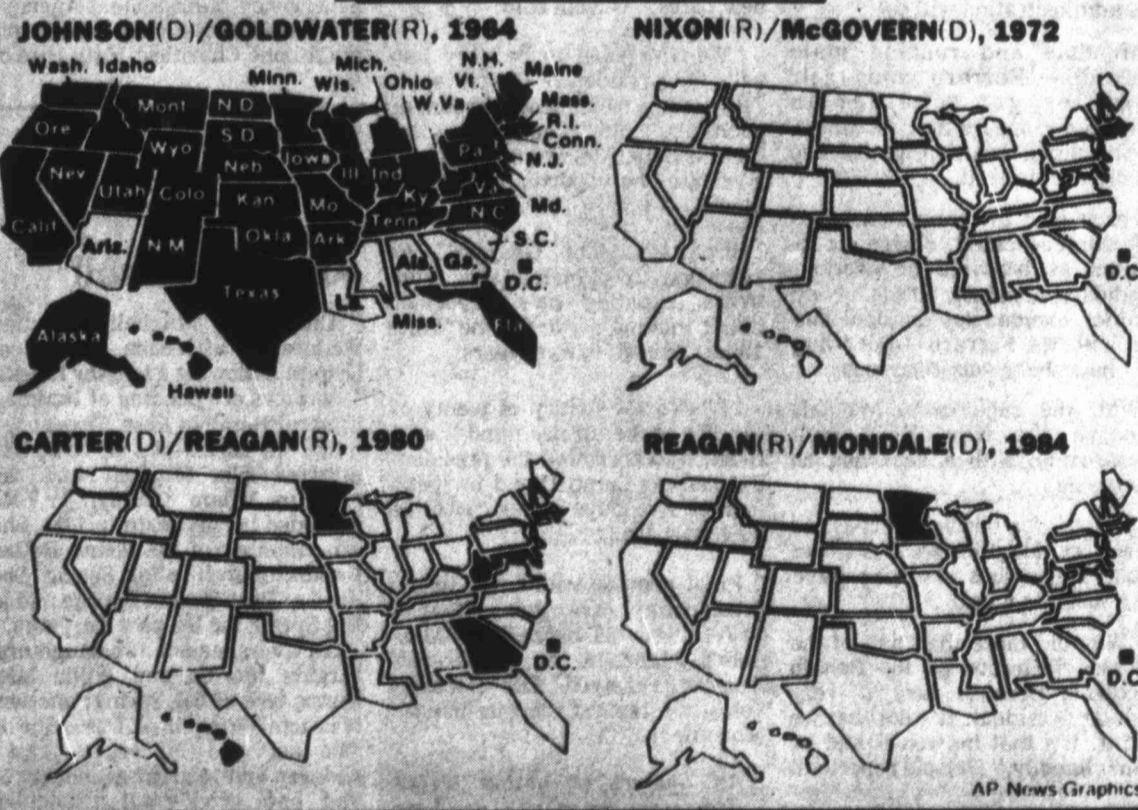 JOHNSON(D)/GOLDWATER(R), 1964
Wash. Idaho
Minn.
Mich.
Wis.
Ohio
W.Va.
N.H.
Vt.
Maine
Mass.
R.I.
Conn.
N.J.
Md.
Mont
N D
S D
Ore
Wyo
Neb
Iowa
Nev
Utah
Colo
Kan
Mo
Ill
Ind
Ky
Pa
Va
N C
Tenn
Calif
Aris.
N M
Okla
Ark
Texas
La.
Miss.
Ala.
Ga.
S.C.
D.C.
Fla
Alaska
Hawaii
NIXON(R)/McGOVERN(D), 1972
D.C.
CARTER(D)/REAGAN(R), 1980
D.C.
REAGAN(R)/MONDALE(D), 1984
D.C.
AP News Graphics